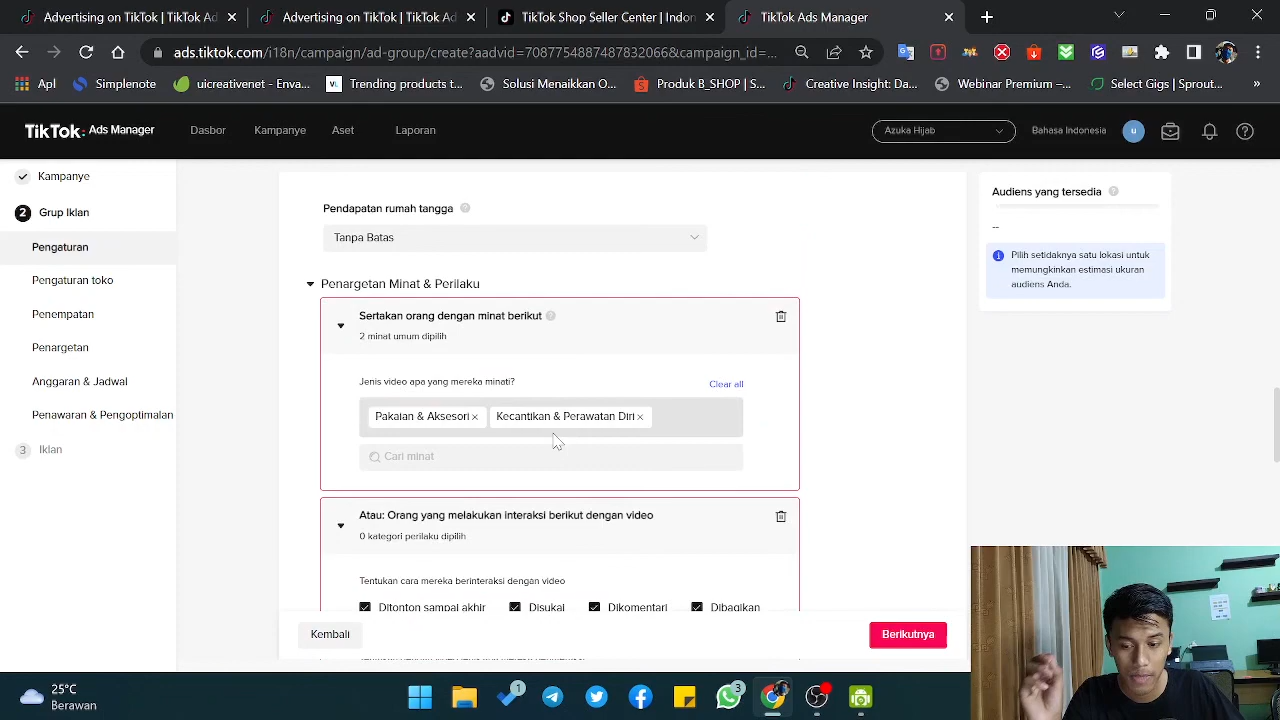 Advertising on TikTok | TikTok Ad
Advertising on TikTok | TikTok Ad
TikTok Shop Seller Center | Indon
TikTok Ads Manager
ads.tiktok.com/i18n/campaign/ad-group/create?aadvid=7087754887487832066&campaign_id=...
Apl
Simplenote
uicreativenet - Enva...
VL
Trending products t...
Solusi Menaikkan O...
Produk B_SHOP | S...
Creative Insight: Da...
Webinar Premium –...
Select Gigs | Sprout...
»
TikTok: Ads Manager
Dasbor
Kampanye
Aset
Laporan
Azuka Hijab
Bahasa Indonesia
u
Kampanye
2 Grup Iklan
Pengaturan
Pengaturan toko
Penempatan
Penargetan
Anggaran & Jadwal
Penawaran & Pengoptimalan
3 Iklan
Pendapatan rumah tangga
Tanpa Batas
Penargetan Minat & Perilaku
Sertakan orang dengan minat berikut
2 minat umum dipilih
Jenis video apa yang mereka minati?
Clear all
Pakaian & Aksesori ×
Kecantikan & Perawatan Diri ×
Cari minat
Atau: Orang yang melakukan interaksi berikut dengan video
0 kategori perilaku dipilih
Tentukan cara mereka berinteraksi dengan video
Ditonton sampai akhir
Disukai
Dikomentari
Dibagikan
Kembali
Berikutnya
Audiens yang tersedia
--
Pilih setidaknya satu lokasi untuk
memungkinkan estimasi ukuran
audiens Anda.
25°C
Berawan
1
3